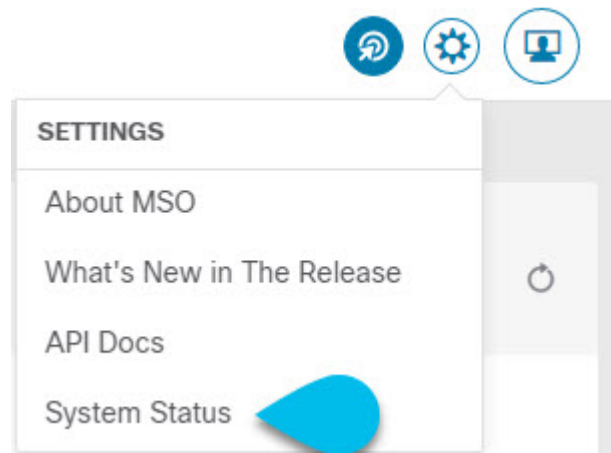 SETTINGS
About MSO
What's New in The Release
API Docs
System Status